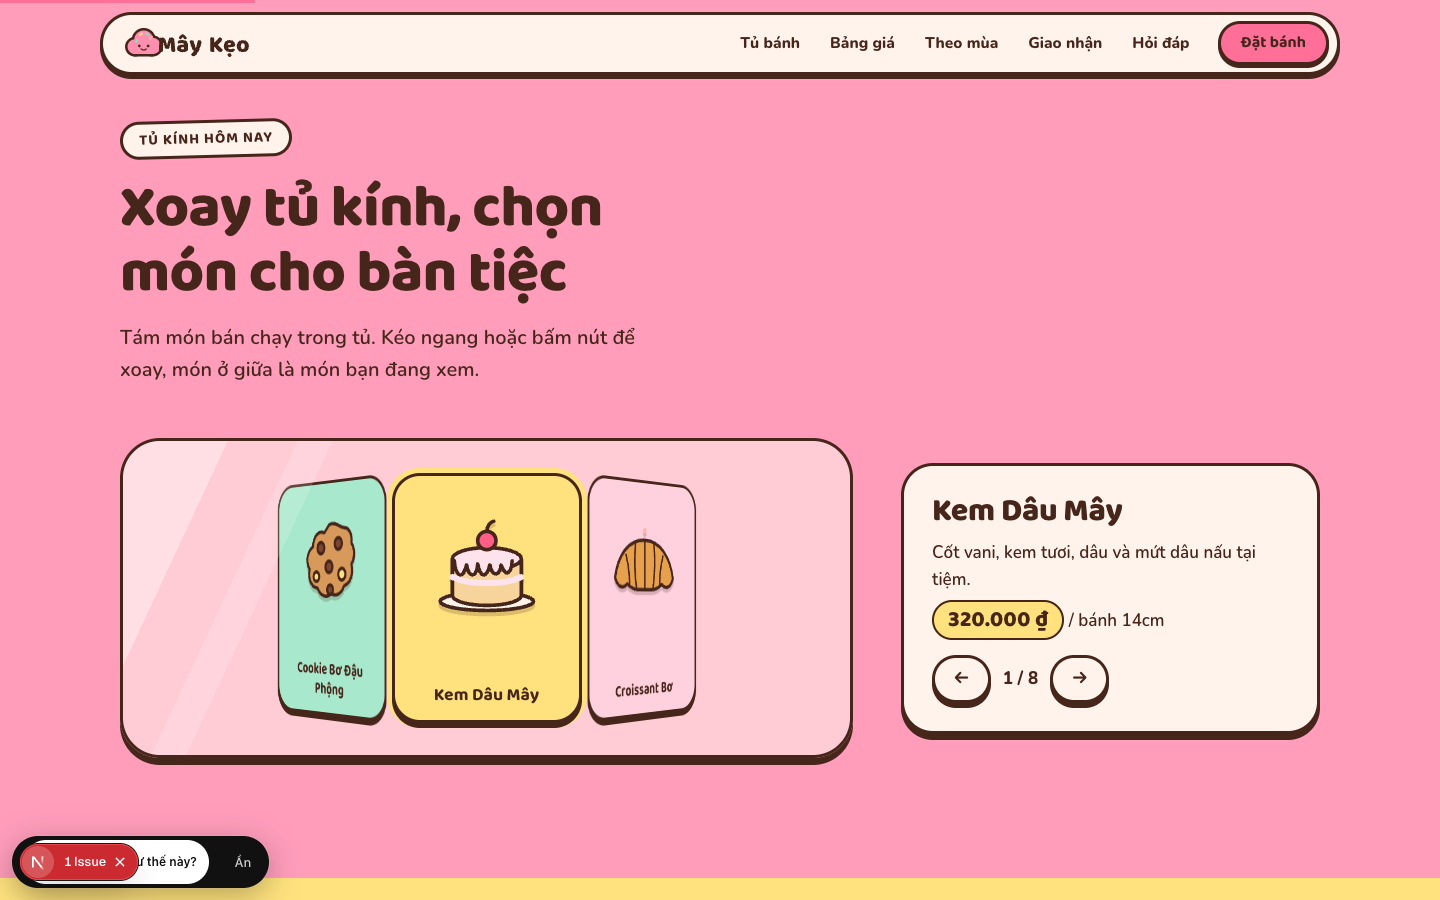 Mây Kẹo
Tủ bánh
Bảng giá
Theo mùa
Giao nhận
Hỏi đáp
Đặt bánh
TỦ KÍNH HÔM NAY
Xoay tủ kính, chọn
món cho bàn tiệc
Tám món bán chạy trong tủ. Kéo ngang hoặc bấm nút để
xoay, món ở giữa là món bạn đang xem.
Cookie Bơ Đậu
Phộng
Kem Dâu Mây
Croissant Bơ
Kem Dâu Mây
Cốt vani, kem tươi, dâu và mứt dâu nấu tại
tiệm.
320.000 ₫ / bánh 14cm
← 1 / 8 →
N 1 Issue × thế này? Ẩn